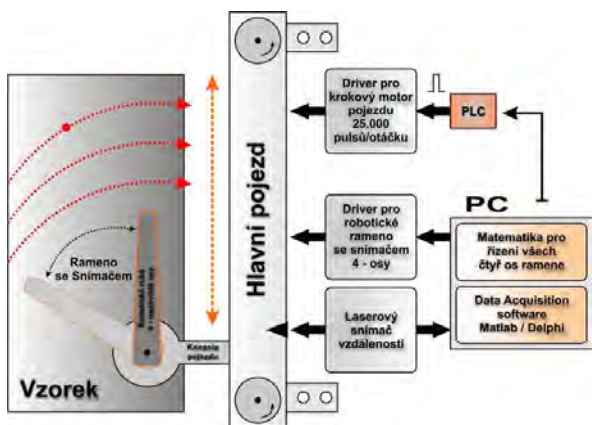 Driver pro
krokový motor
pojezdu
25.000
pulsů/otáčku
PLC
Hlavní pojezd
Rameno
se Snímačem
Konzole
pojezdu
Vzorek
Driver pro
robotické
rameno
se snímačem
4 - osy
Laserový
snímač
vzdálenosti
PC
Matematika pro
řízení všech
čtyř os ramene
Data Acquisition
software
Matlab / Delphi